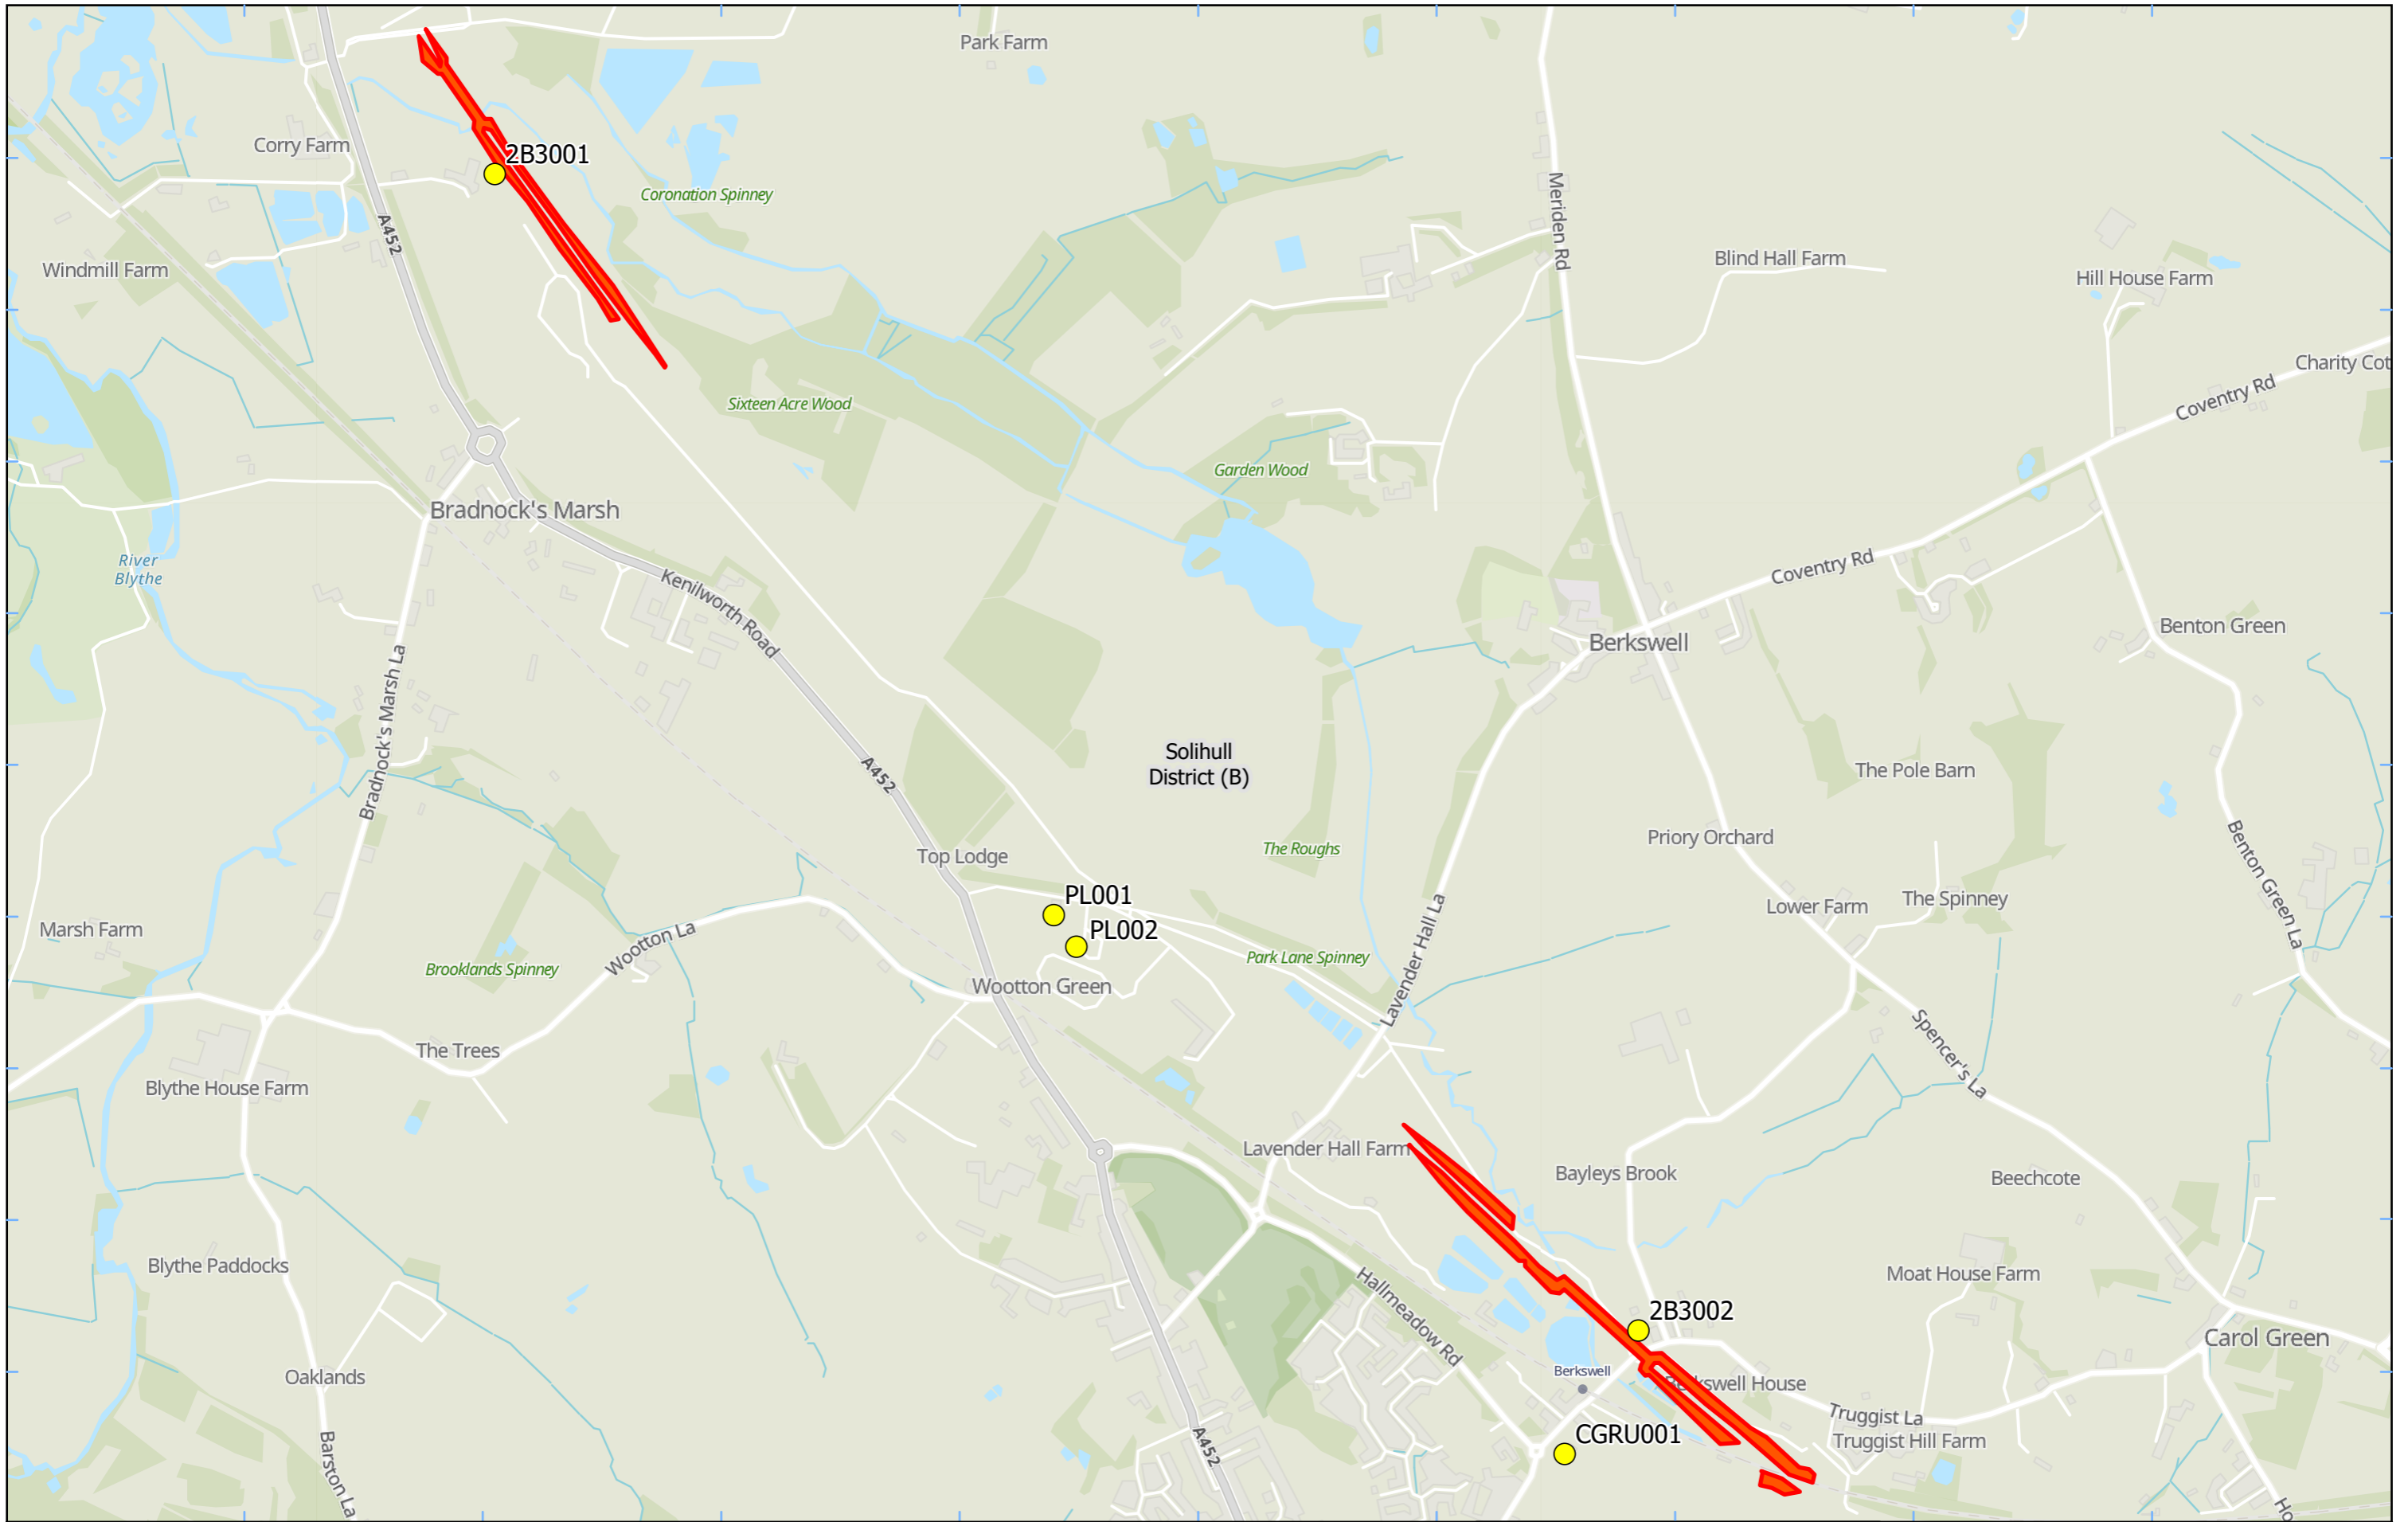 Park Farm
2B3001
Corry Farm
Coronation Spinney
A452
Meriden Rd
Blind Hall Farm
Windmill Farm
Hill House Farm
Charity Cot
Coventry Rd
Sixteen Acre Wood
Garden Wood
Bradnock's Marsh
River
Blythe
Coventry Rd
Kenilworth Road
Berkswell
Benton Green
Bradnock's Marsh La
Solihull
District (B)
A452
The Pole Barn
Priory Orchard
The Roughs
Top Lodge
Benton Green La
PL001
The Spinney
Lower Farm
PL002
Marsh Farm
Wootton La
Lavender Hall La
Park Lane Spinney
Brooklands Spinney
Wootton Green
The Trees
Spencer's La
Blythe House Farm
Lavender Hall Farm
Bayleys Brook
Beechcote
Blythe Paddocks
Moat House Farm
Hallmeadow Rd
2B3002
Carol Green
Berkswell
Oaklands
Berkswell House
Truggist La
CGRU001
Truggist Hill Farm
A452
Barston La
Ho